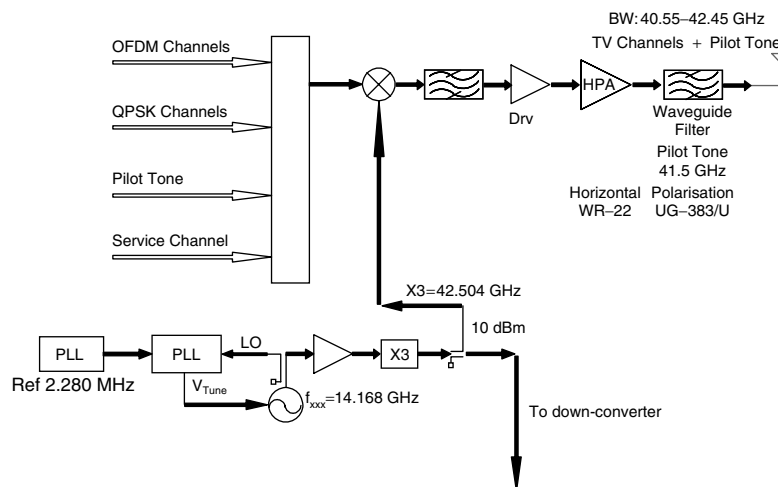 BW: 40.55–42.45 GHz
TV Channels + Pilot Tone
OFDM Channels
QPSK Channels
Pilot Tone
Service Channel
Drv
HPA
Waveguide
Filter
Pilot Tone
41.5 GHz
Horizontal Polarisation
WR–22 UG–383/U
X3=42.504 GHz
10 dBm
PLL
Ref 2.280 MHz
PLL
LO
X3
VTune
fxxx=14.168 GHz
To down-converter